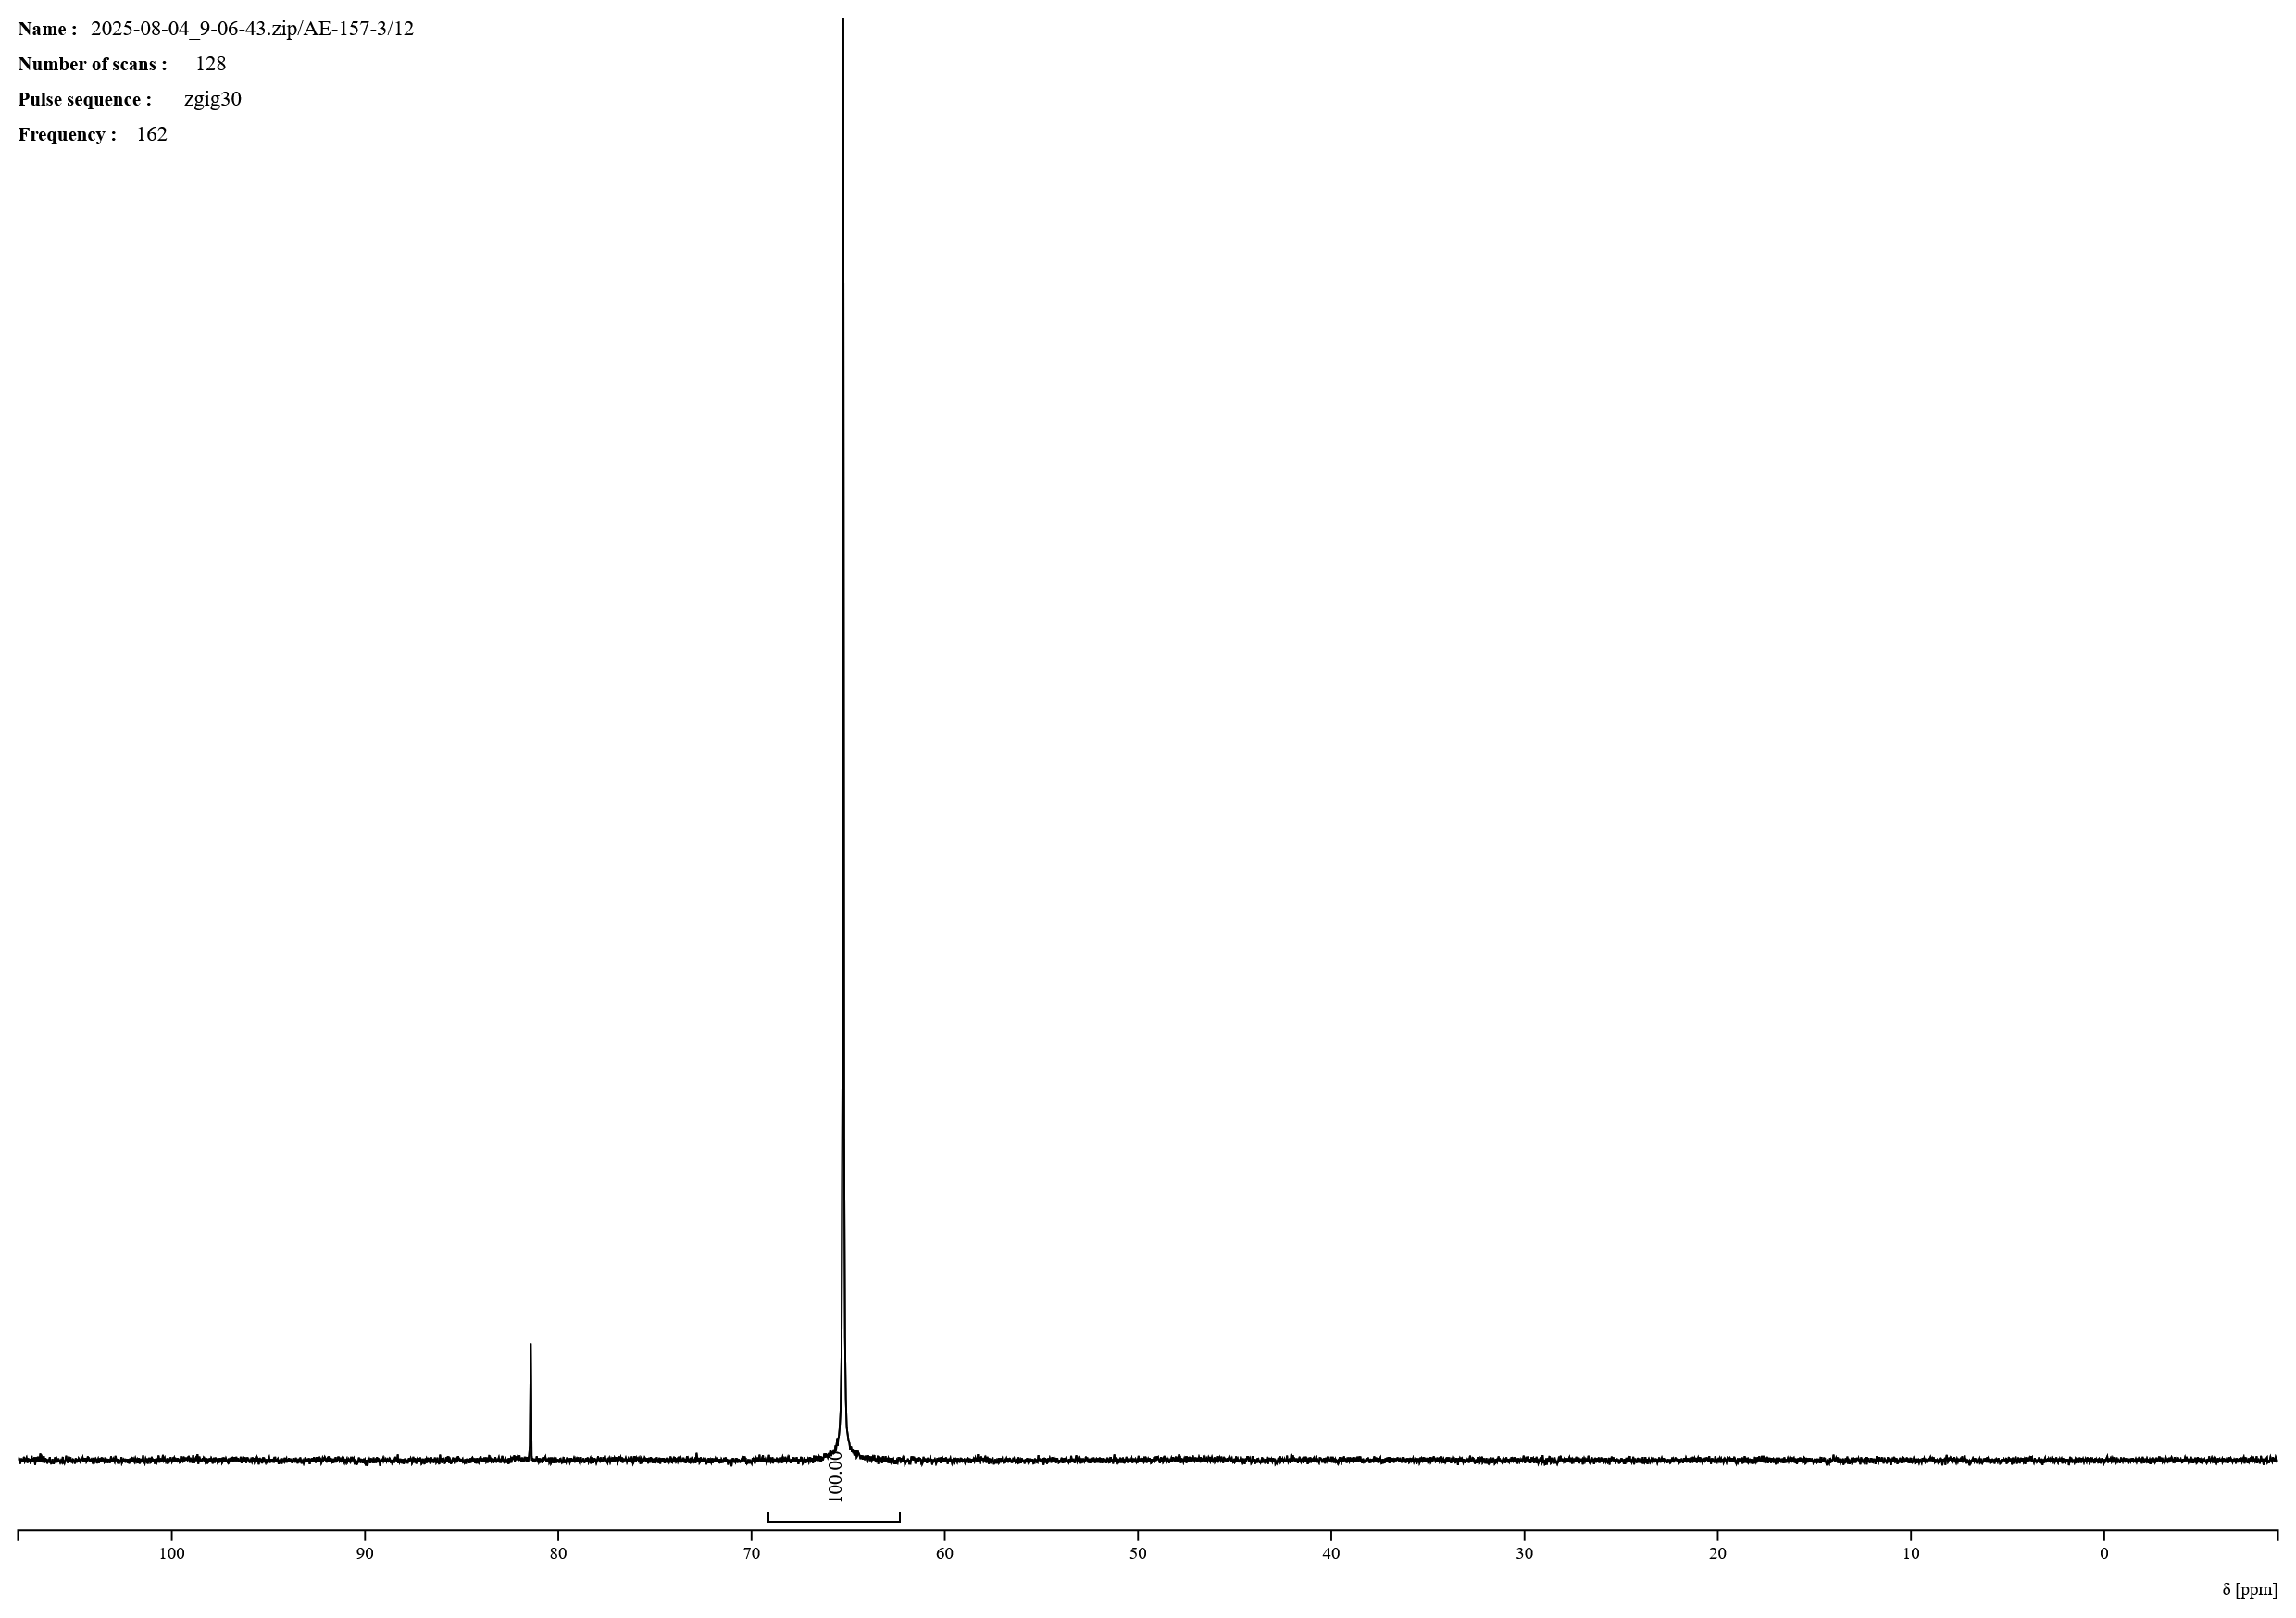 Name : 2025-08-04_9-06-43.zip/AE-157-3/12
Number of scans : 128
Pulse sequence : zgig30
Frequency : 162
100.00
100 90 80 70 60 50 40 30 20 10 0
δ [ppm]